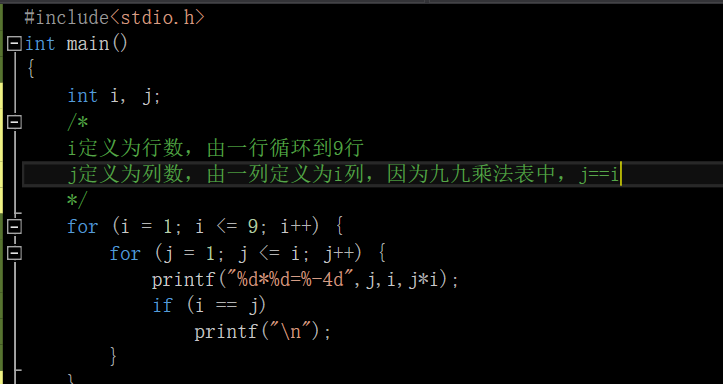 #include<stdio.h>
int main()
{
int i, j;
/*
i定义为行数，由一行循环到9行
j定义为列数，由一列定义为i列，因为九九乘法表中，j==i
*/
for (i = 1; i <= 9; i++) {
for (j = 1; j <= i; j++) {
printf("%d*%d=%-4d",j,i,j*i);
if (i == j)
printf("\n");
}
}